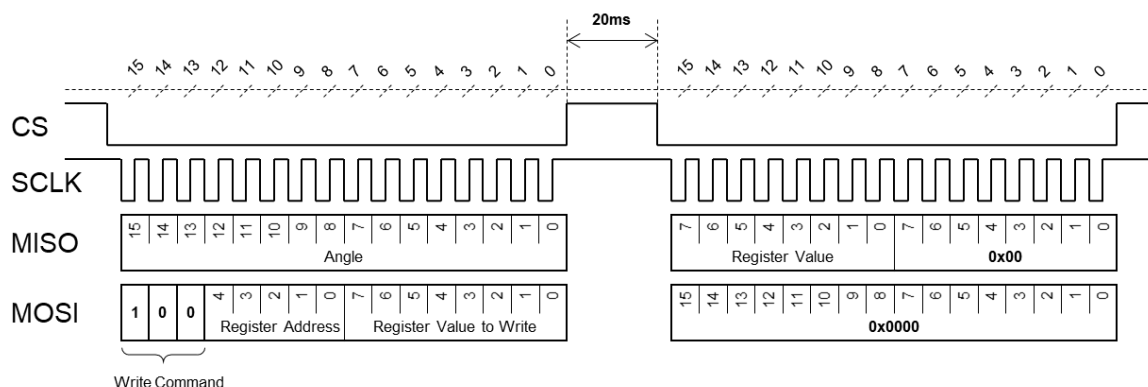 20ms
15 14 13 12 11 10 9 8 7 6 5 4 3 2 1 0 15 14 13 12 11 10 9 8 7 6 5 4 3 2 1 0
CS
SCLK
MISO 15 14 13 12 11 10 9 8 7 6 5 4 3 2 1 0 7 6 5 4 3 2 1 0 7 6 5 4 3 2 1 0
Angle Register Value 0x00
MOSI 1 0 0 4 3 2 1 0 7 6 5 4 3 2 1 0 15 14 13 12 11 10 9 8 7 6 5 4 3 2 1 0
Register Address Register Value to Write 0x0000
Write Command